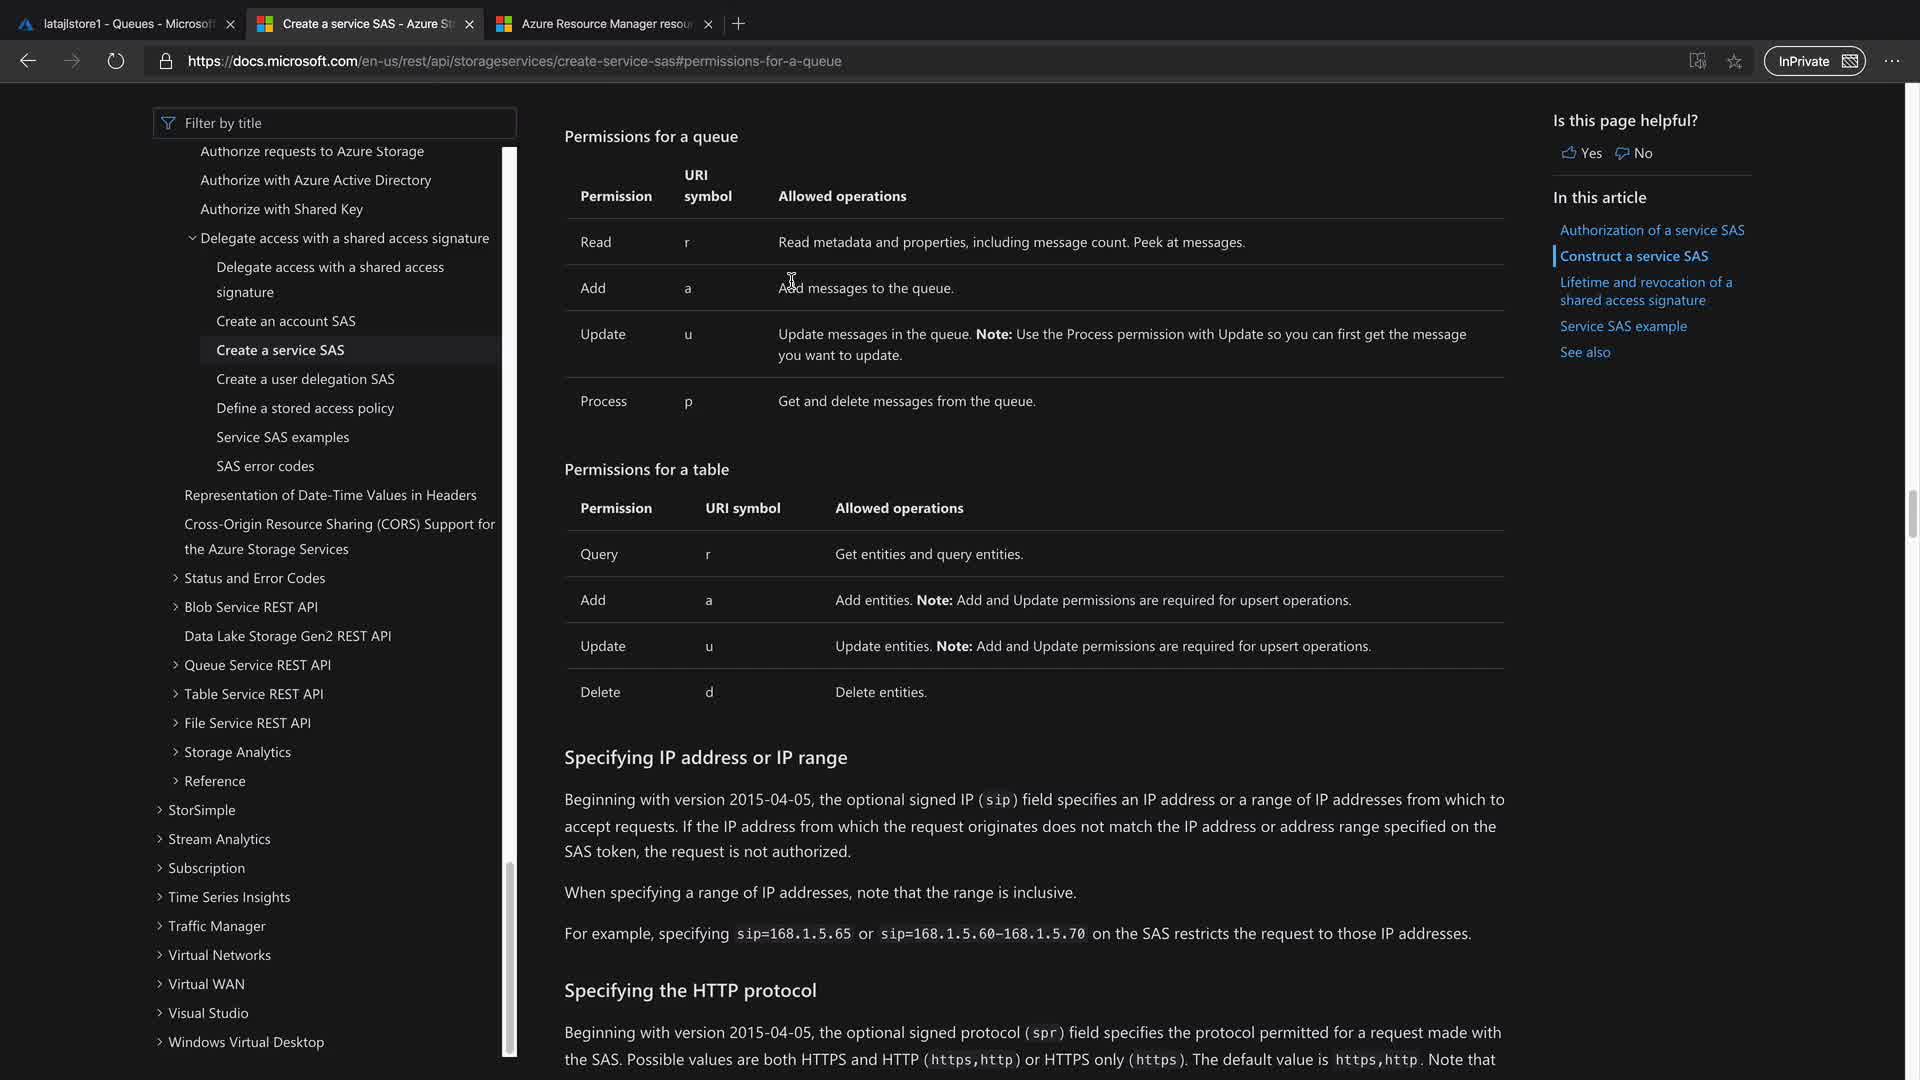 latajlstore1 - Queues - Microsof
Create a service SAS - Azure St
Azure Resource Manager resou
https://docs.microsoft.com/en-us/rest/api/storageservices/create-service-sas#permissions-for-a-queue
InPrivate
Filter by title
Authorize requests to Azure Storage
Authorize with Azure Active Directory
Authorize with Shared Key
Delegate access with a shared access signature
Delegate access with a shared access
signature
Create an account SAS
Create a service SAS
Create a user delegation SAS
Define a stored access policy
Service SAS examples
SAS error codes
Representation of Date-Time Values in Headers
Cross-Origin Resource Sharing (CORS) Support for
the Azure Storage Services
Status and Error Codes
Blob Service REST API
Data Lake Storage Gen2 REST API
Queue Service REST API
Table Service REST API
File Service REST API
Storage Analytics
Reference
StorSimple
Stream Analytics
Subscription
Time Series Insights
Traffic Manager
Virtual Networks
Virtual WAN
Visual Studio
Windows Virtual Desktop
Permissions for a queue
Permission URI symbol Allowed operations
Read r Read metadata and properties, including message count. Peek at messages.
Add a Add messages to the queue.
Update u Update messages in the queue. Note: Use the Process permission with Update so you can first get the message
you want to update.
Process p Get and delete messages from the queue.
Permissions for a table
Permission URI symbol Allowed operations
Query r Get entities and query entities.
Add a Add entities. Note: Add and Update permissions are required for upsert operations.
Update u Update entities. Note: Add and Update permissions are required for upsert operations.
Delete d Delete entities.
Specifying IP address or IP range
Beginning with version 2015-04-05, the optional signed IP (sip) field specifies an IP address or a range of IP addresses from which to
accept requests. If the IP address from which the request originates does not match the IP address or address range specified on the
SAS token, the request is not authorized.
When specifying a range of IP addresses, note that the range is inclusive.
For example, specifying sip=168.1.5.65 or sip=168.1.5.60-168.1.5.70 on the SAS restricts the request to those IP addresses.
Specifying the HTTP protocol
Beginning with version 2015-04-05, the optional signed protocol (spr) field specifies the protocol permitted for a request made with
the SAS. Possible values are both HTTPS and HTTP (https,http) or HTTPS only (https). The default value is https,http. Note that
Is this page helpful?
Yes No
In this article
Authorization of a service SAS
Construct a service SAS
Lifetime and revocation of a
shared access signature
Service SAS example
See also